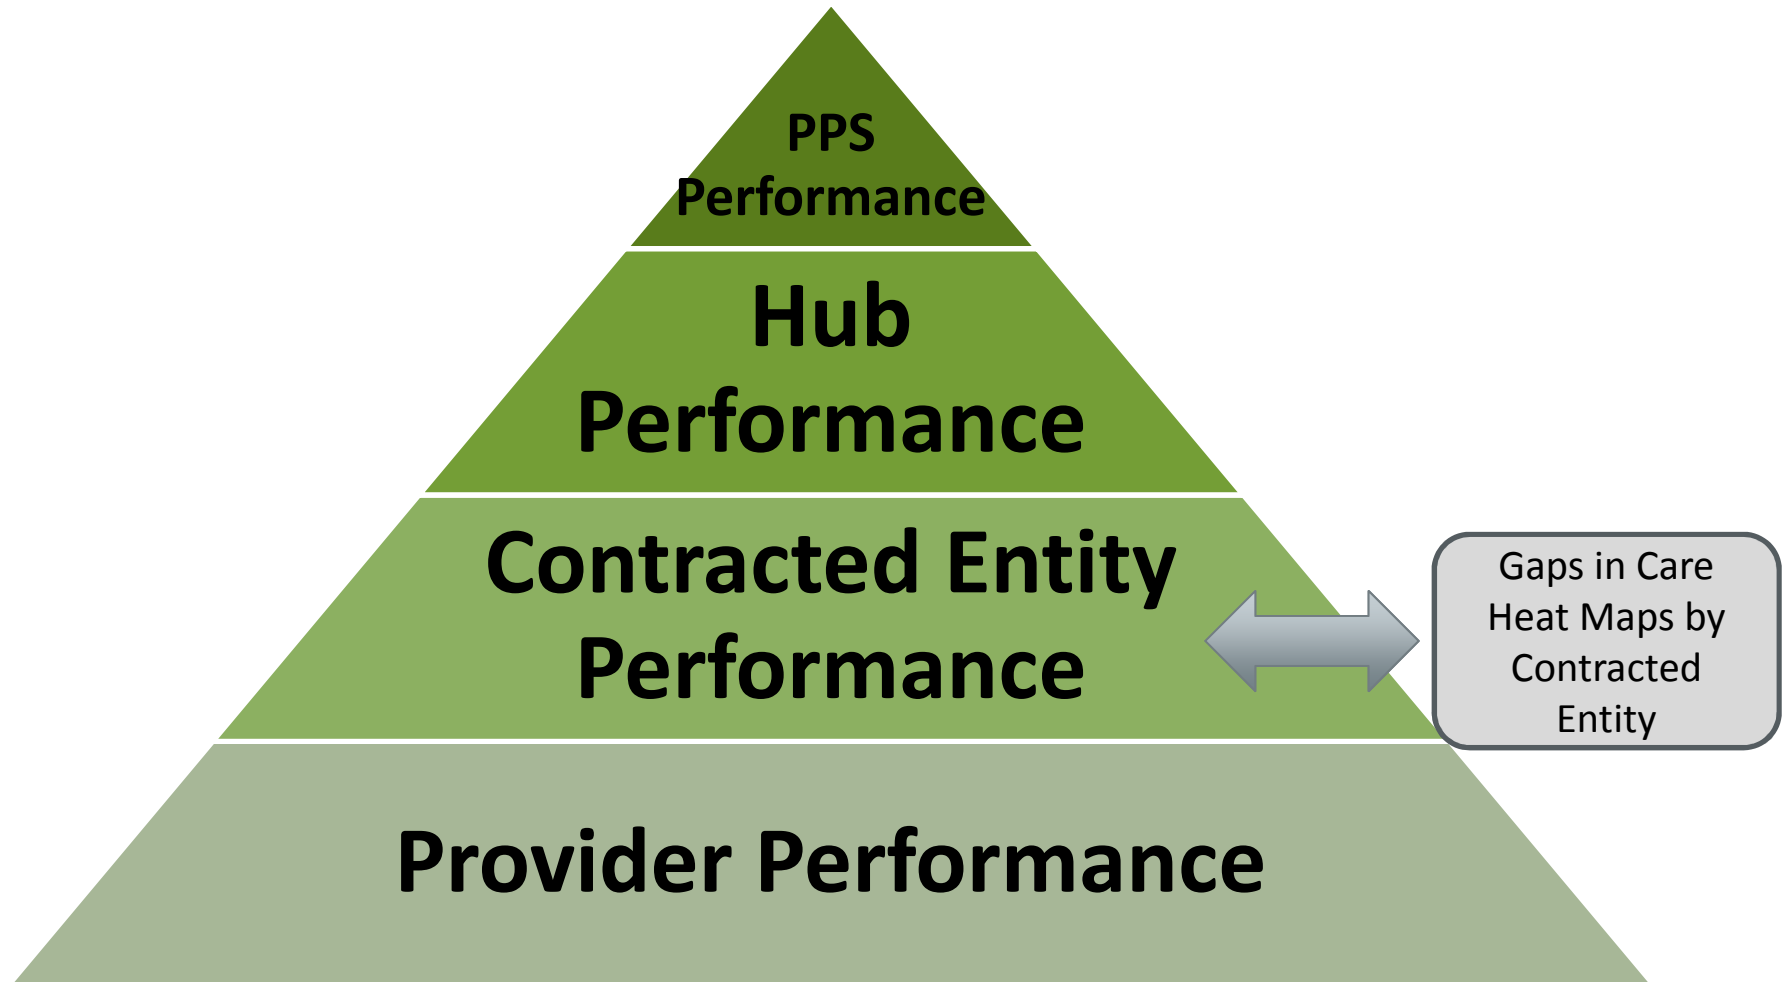 PPS
Performance
Hub
Performance
Contracted Entity
Performance
Gaps in Care
Heat Maps by
Contracted
Entity
Provider Performance